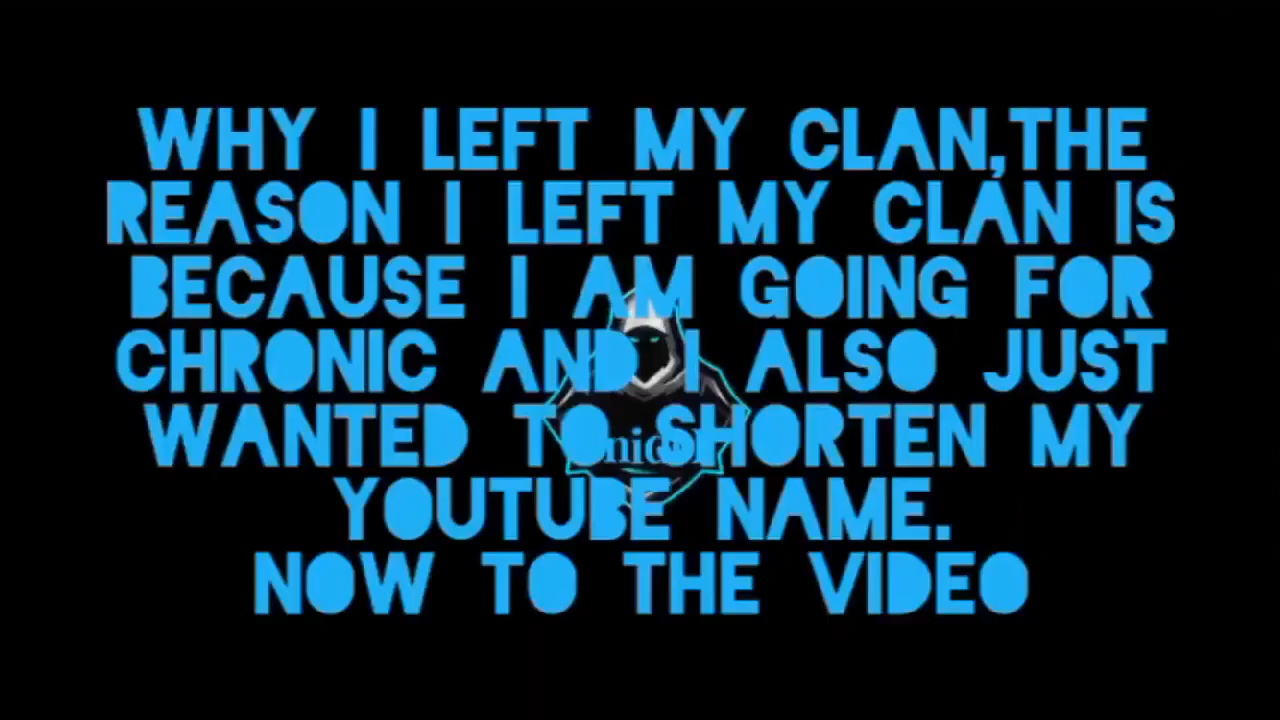 WHY I LEFT MY CLAN,THE
REASON I LEFT MY CLAN IS
BECAUSE I AM GOING FOR
CHRONIC AND I ALSO JUST
WANTED TO SHORTEN MY
YOUTUBE NAME.
NOW TO THE VIDEO